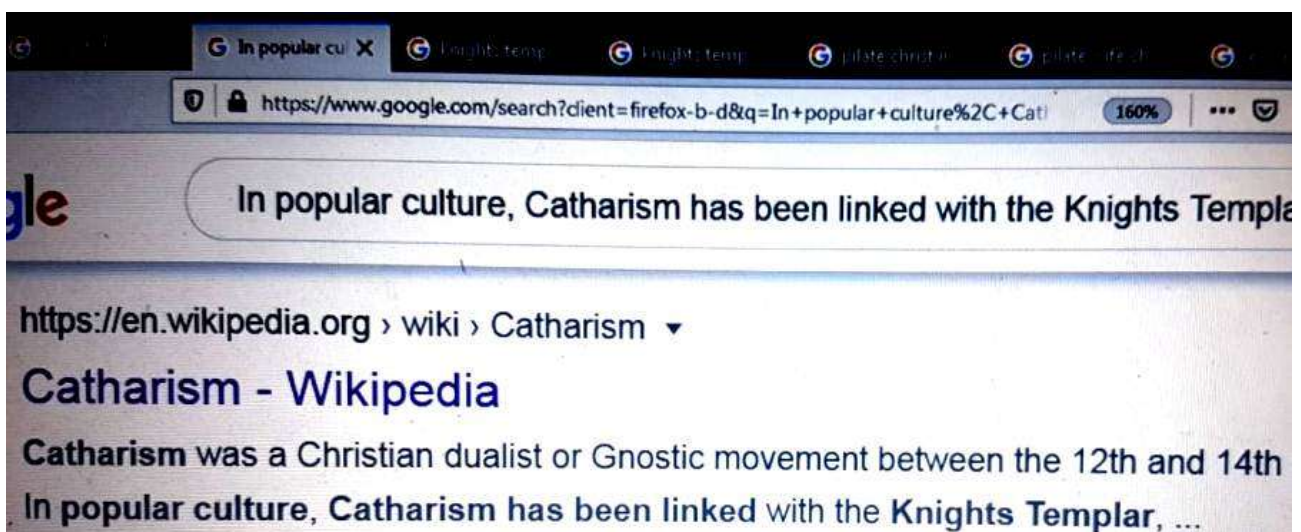 In popular cul
knights temp
knights temp
pilate christ
pilate
https://www.google.com/search?client=firefox-b-d&q=In+popular+culture%2C+Cat
160%
gle
In popular culture, Catharism has been linked with the Knights Templa
https://en.wikipedia.org › wiki › Catharism
Catharism - Wikipedia
Catharism was a Christian dualist or Gnostic movement between the 12th and 14th
In popular culture, Catharism has been linked with the Knights Templar, ...